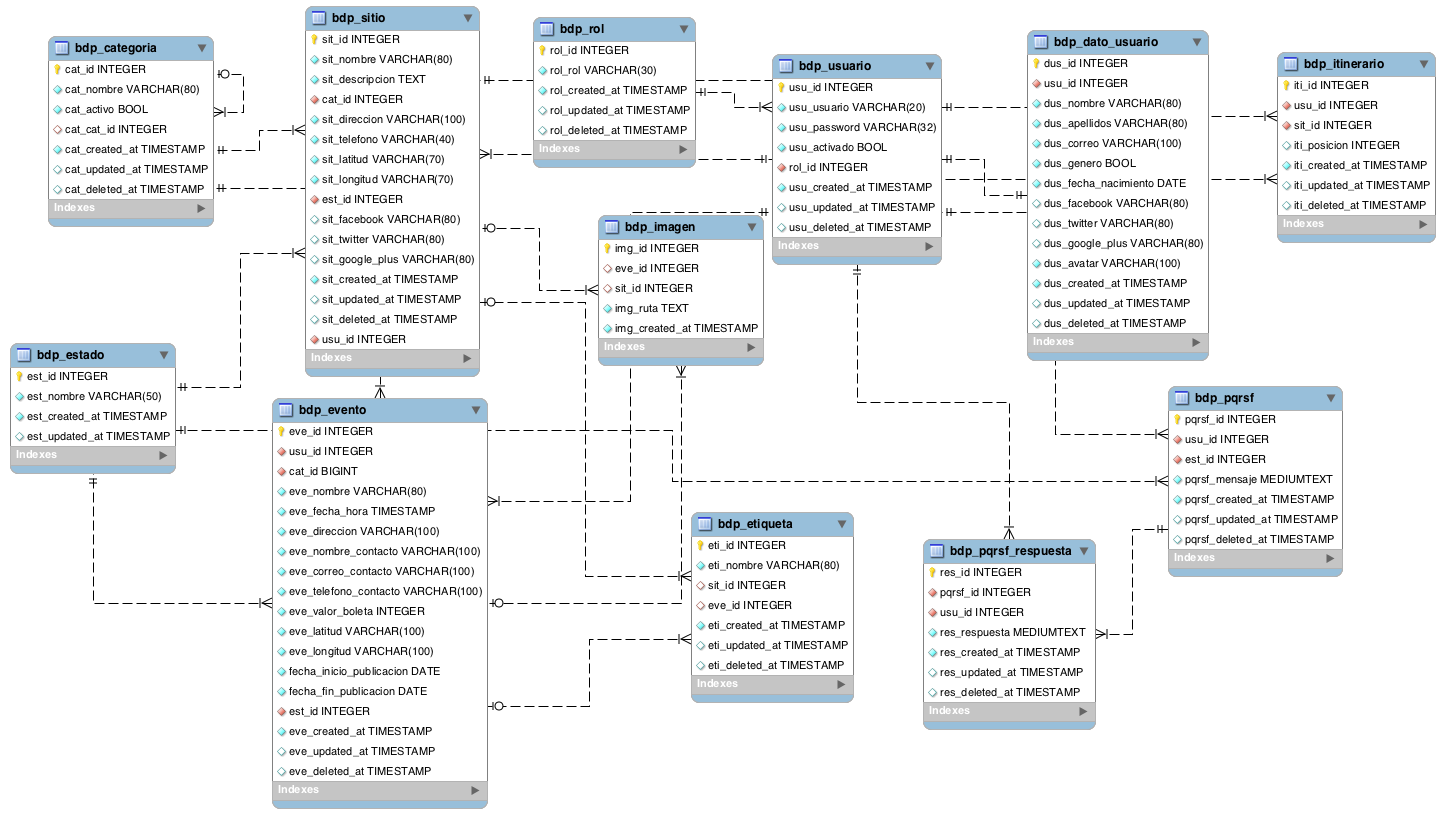 bdp_categoria
cat_id INTEGER
cat_nombre VARCHAR(80)
cat_activo BOOL
cat_cat_id INTEGER
cat_created_at TIMESTAMP
cat_updated_at TIMESTAMP
cat_deleted_at TIMESTAMP
Indexes
bdp_sitio
sit_id INTEGER
sit_nombre VARCHAR(80)
sit_descripcion TEXT
cat_id INTEGER
sit_direccion VARCHAR(100)
sit_telefono VARCHAR(40)
sit_latitud VARCHAR(70)
sit_longitud VARCHAR(70)
est_id INTEGER
sit_facebook VARCHAR(80)
sit_twitter VARCHAR(80)
sit_google_plus VARCHAR(80)
sit_created_at TIMESTAMP
sit_updated_at TIMESTAMP
sit_deleted_at TIMESTAMP
usu_id INTEGER
Indexes
bdp_rol
rol_id INTEGER
rol_rol VARCHAR(30)
rol_created_at TIMESTAMP
rol_updated_at TIMESTAMP
rol_deleted_at TIMESTAMP
Indexes
bdp_usuario
usu_id INTEGER
usu_usuario VARCHAR(20)
usu_password VARCHAR(32)
usu_activado BOOL
rol_id INTEGER
usu_created_at TIMESTAMP
usu_updated_at TIMESTAMP
usu_deleted_at TIMESTAMP
Indexes
bdp_dato_usuario
dus_id INTEGER
usu_id INTEGER
dus_nombre VARCHAR(80)
dus_apellidos VARCHAR(80)
dus_correo VARCHAR(100)
dus_genero BOOL
dus_fecha_nacimiento DATE
dus_facebook VARCHAR(80)
dus_twitter VARCHAR(80)
dus_google_plus VARCHAR(80)
dus_avatar VARCHAR(100)
dus_created_at TIMESTAMP
dus_updated_at TIMESTAMP
dus_deleted_at TIMESTAMP
Indexes
bdp_itinerario
iti_id INTEGER
usu_id INTEGER
sit_id INTEGER
iti_posicion INTEGER
iti_created_at TIMESTAMP
iti_updated_at TIMESTAMP
iti_deleted_at TIMESTAMP
Indexes
bdp_imagen
img_id INTEGER
eve_id INTEGER
sit_id INTEGER
img_ruta TEXT
img_created_at TIMESTAMP
Indexes
bdp_estado
est_id INTEGER
est_nombre VARCHAR(50)
est_created_at TIMESTAMP
est_updated_at TIMESTAMP
Indexes
bdp_evento
eve_id INTEGER
usu_id INTEGER
cat_id BIGINT
eve_nombre VARCHAR(80)
eve_fecha_hora TIMESTAMP
eve_direccion VARCHAR(100)
eve_nombre_contacto VARCHAR(100)
eve_correo_contacto VARCHAR(100)
eve_telefono_contacto VARCHAR(100)
eve_valor_boleta INTEGER
eve_latitud VARCHAR(100)
eve_longitud VARCHAR(100)
fecha_inicio_publicacion DATE
fecha_fin_publicacion DATE
est_id INTEGER
eve_created_at TIMESTAMP
eve_updated_at TIMESTAMP
eve_deleted_at TIMESTAMP
Indexes
bdp_etiqueta
eti_id INTEGER
eti_nombre VARCHAR(80)
sit_id INTEGER
eve_id INTEGER
eti_created_at TIMESTAMP
eti_updated_at TIMESTAMP
eti_deleted_at TIMESTAMP
Indexes
bdp_pqrsf_respuesta
res_id INTEGER
pqrsf_id INTEGER
usu_id INTEGER
res_respuesta MEDIUMTEXT
res_created_at TIMESTAMP
res_updated_at TIMESTAMP
res_deleted_at TIMESTAMP
Indexes
bdp_pqrsf
pqrsf_id INTEGER
usu_id INTEGER
est_id INTEGER
pqrsf_mensaje MEDIUMTEXT
pqrsf_created_at TIMESTAMP
pqrsf_updated_at TIMESTAMP
pqrsf_deleted_at TIMESTAMP
Indexes